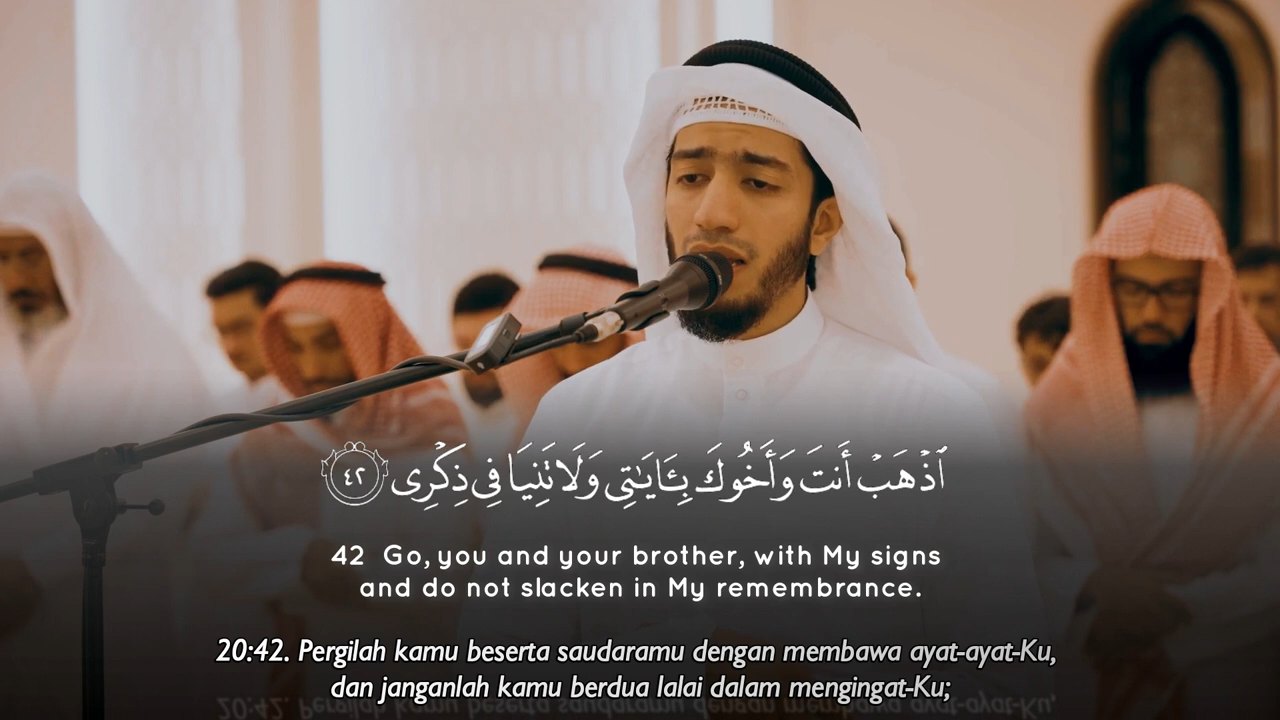 ٱذۡهَبۡ أَنتَ وَأَخُوكَ بِـَٔايَـٰتِى وَلَا تَنِيَا فِى ذِكۡرِى ٤٢
42 Go, you and your brother, with My signs
and do not slacken in My remembrance.
20:42. Pergilah kamu beserta saudaramu dengan membawa ayat-ayat-Ku,
dan janganlah kamu berdua lalai dalam mengingat-Ku;